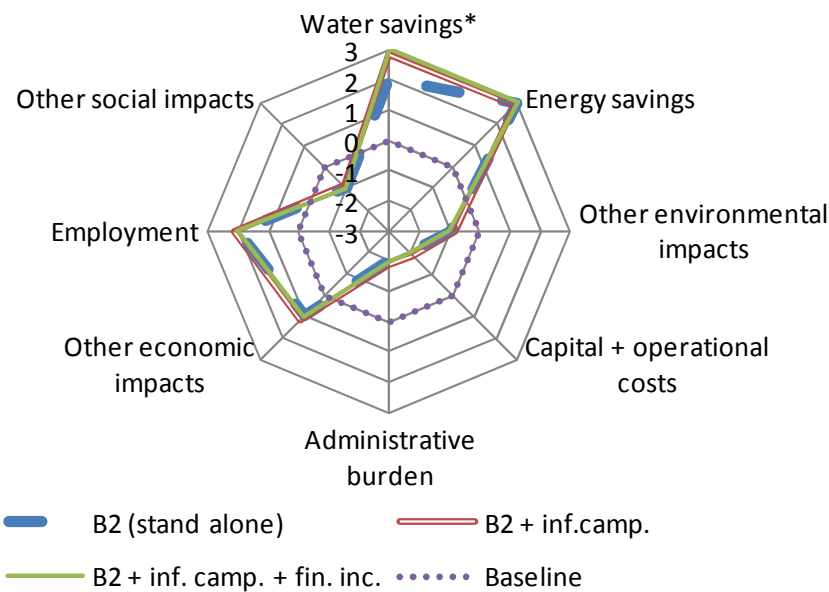 Water savings*
3
2
1
0
-1
-2
-3
Energy savings
Other environmental
impacts
Capital + operational
costs
Administrative
burden
Other economic
impacts
Employment
Other social impacts
B2 (stand alone)
B2 + inf.camp.
B2 + inf. camp. + fin. inc.
Baseline